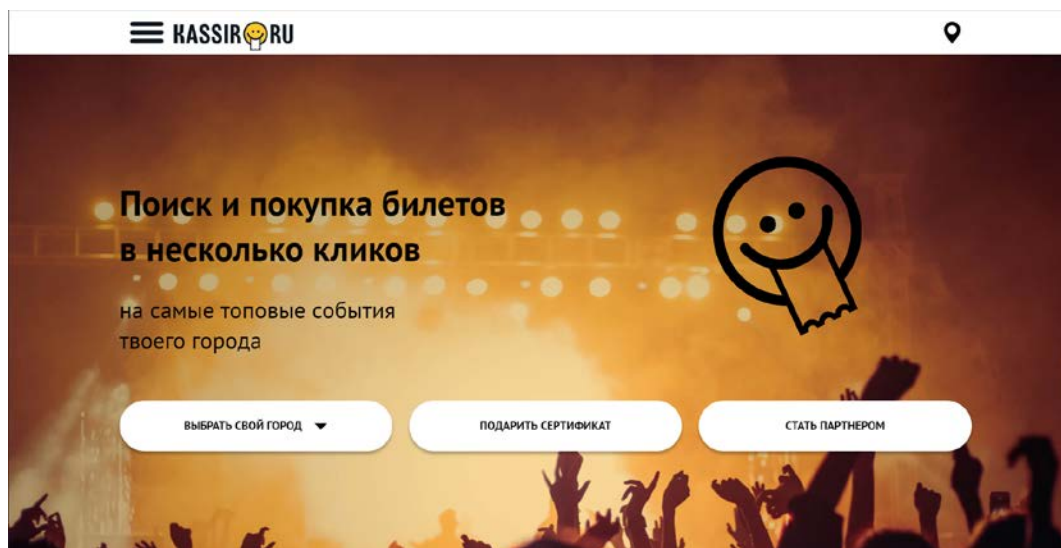 KASSIR RU
Поиск и покупка билетов
в несколько кликов
на самые топовые события
твоего города
ВЫБРАТЬ СВОЙ ГОРОД
ПОДАРИТЬ СЕРТИФИКАТ
СТАТЬ ПАРТНЕРОМ